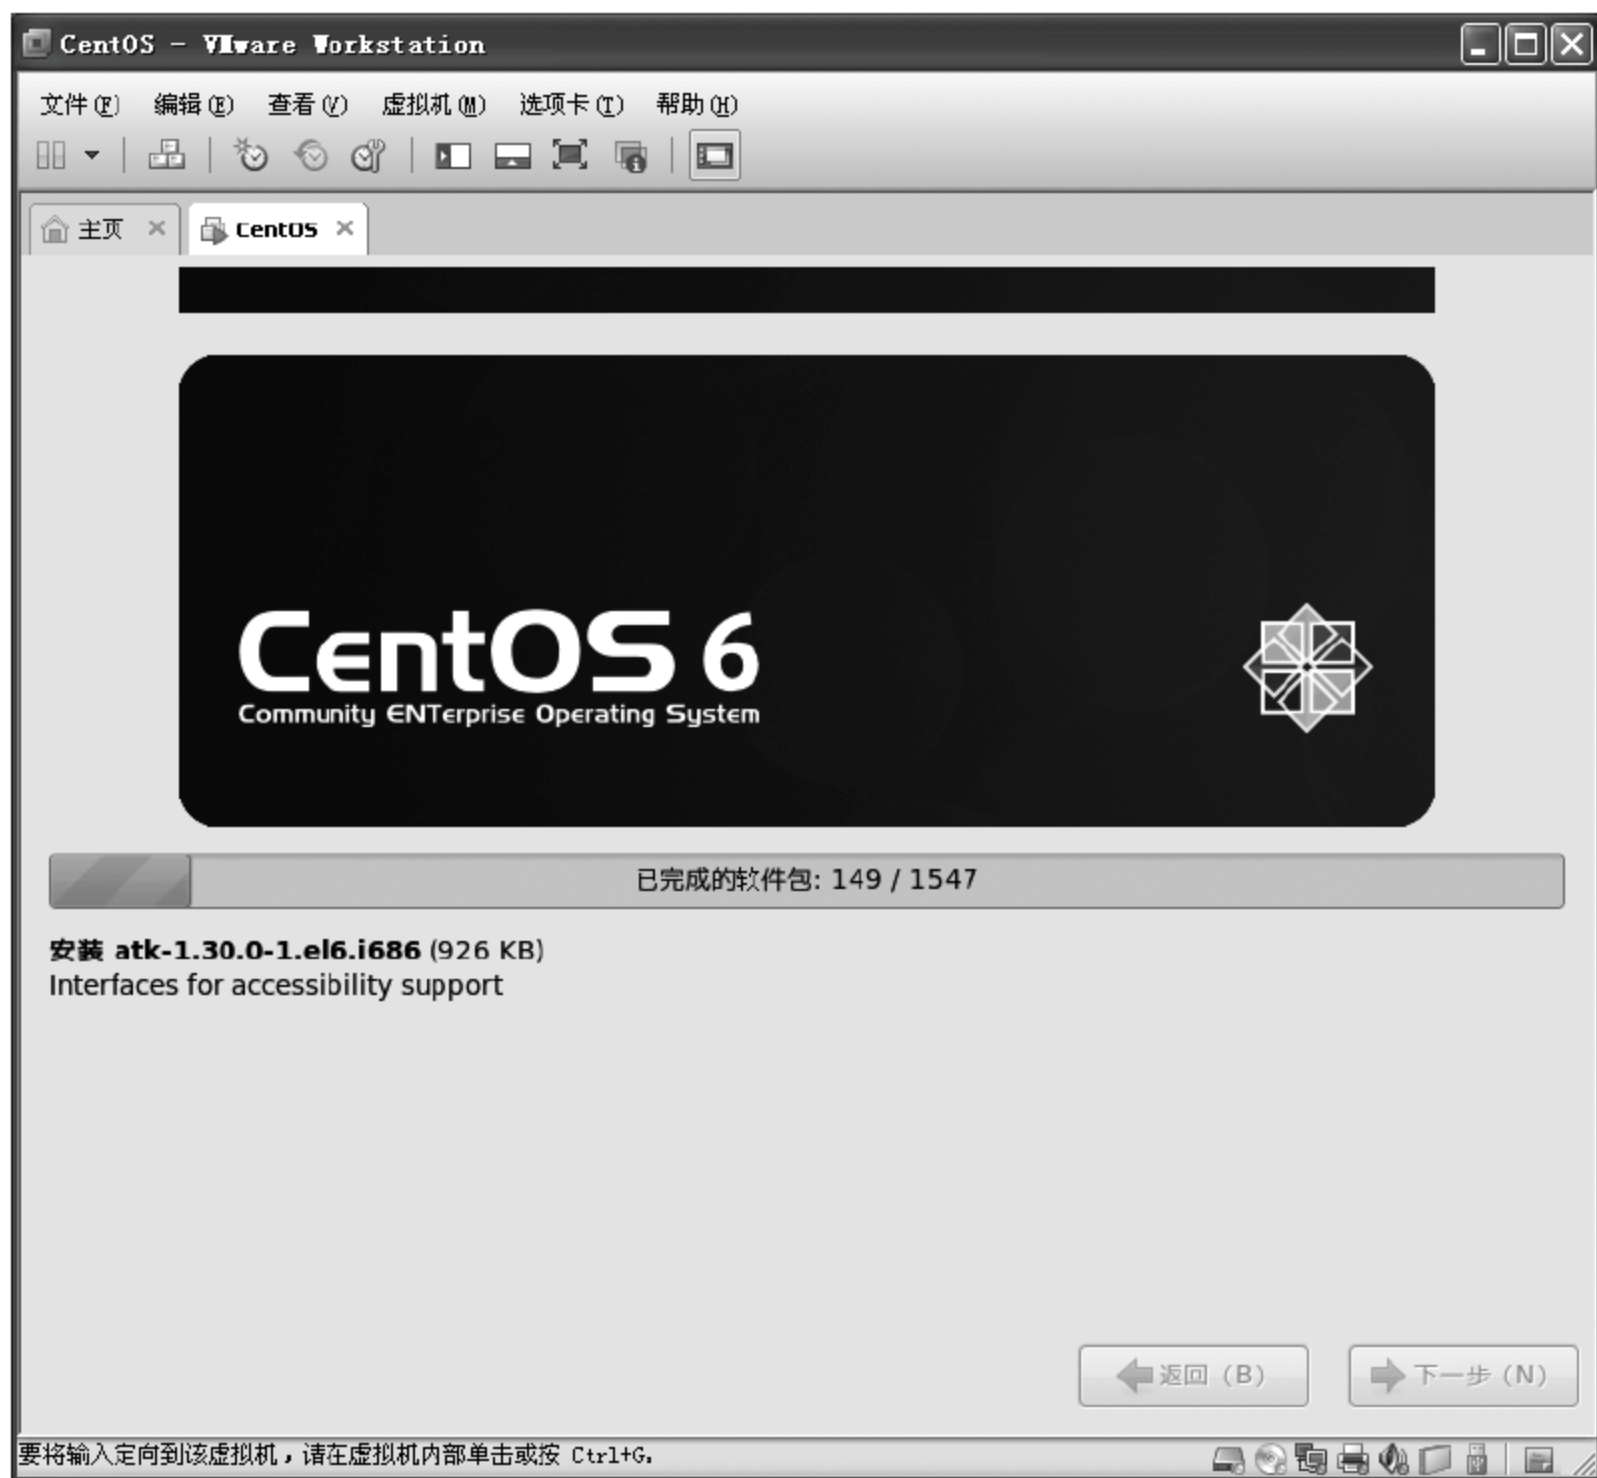 CentOS - VMware Workstation
文件(F) 编辑(E) 查看(V) 虚拟机(M) 选项卡(T) 帮助(H)
主页 CentOS
CentOS 6
Community ENTerprise Operating System
已完成的软件包: 149 / 1547
安装 atk-1.30.0-1.el6.i686 (926 KB)
Interfaces for accessibility support
返回 (B) 下一步 (N)
要将输入定向到该虚拟机，请在虚拟机内部单击或按 Ctrl+G。